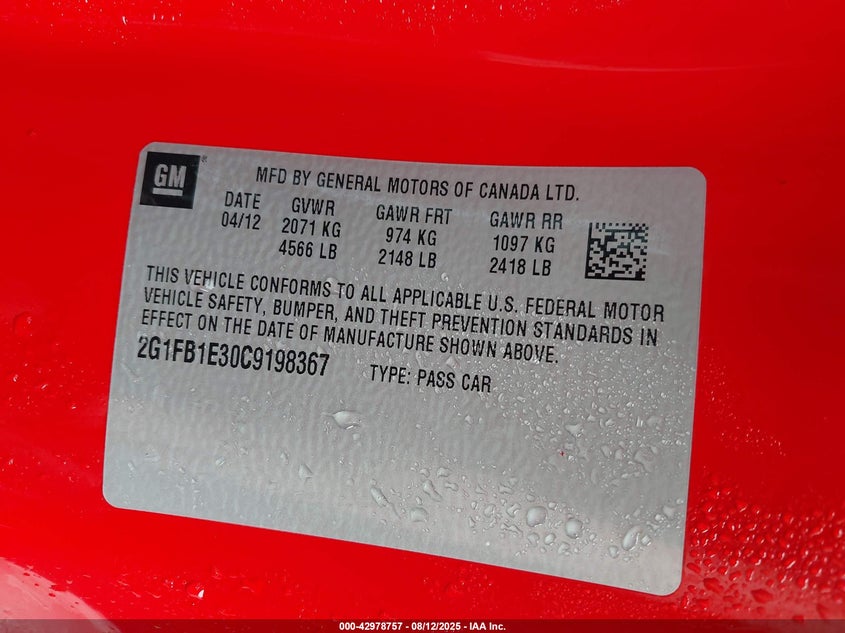 GM®
MFD BY GENERAL MOTORS OF CANADA LTD.
DATE GVWR GAWR FRT GAWR RR
04/12 2071 KG 974 KG 1097 KG
4566 LB 2148 LB 2418 LB
THIS VEHICLE CONFORMS TO ALL APPLICABLE U.S. FEDERAL MOTOR
VEHICLE SAFETY, BUMPER, AND THEFT PREVENTION STANDARDS IN
EFFECT ON THE DATE OF MANUFACTURE SHOWN ABOVE.
2G1FB1E30C9198367 TYPE: PASS CAR
000-42978757 - 08/12/2025 - IAA Inc.